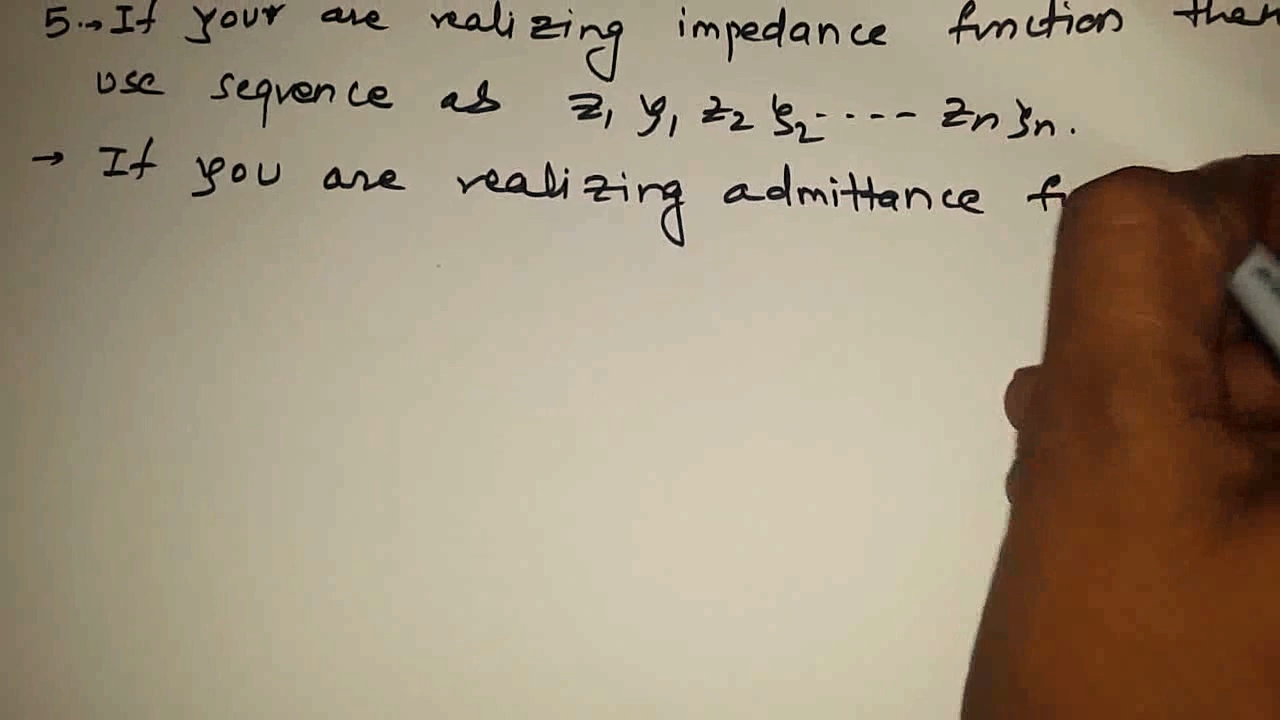 5.→ If your are realizing impedance function then
use seqvence as z1 y1 z2 y2 ---- zn yn.
→ If you are realizing admittance f